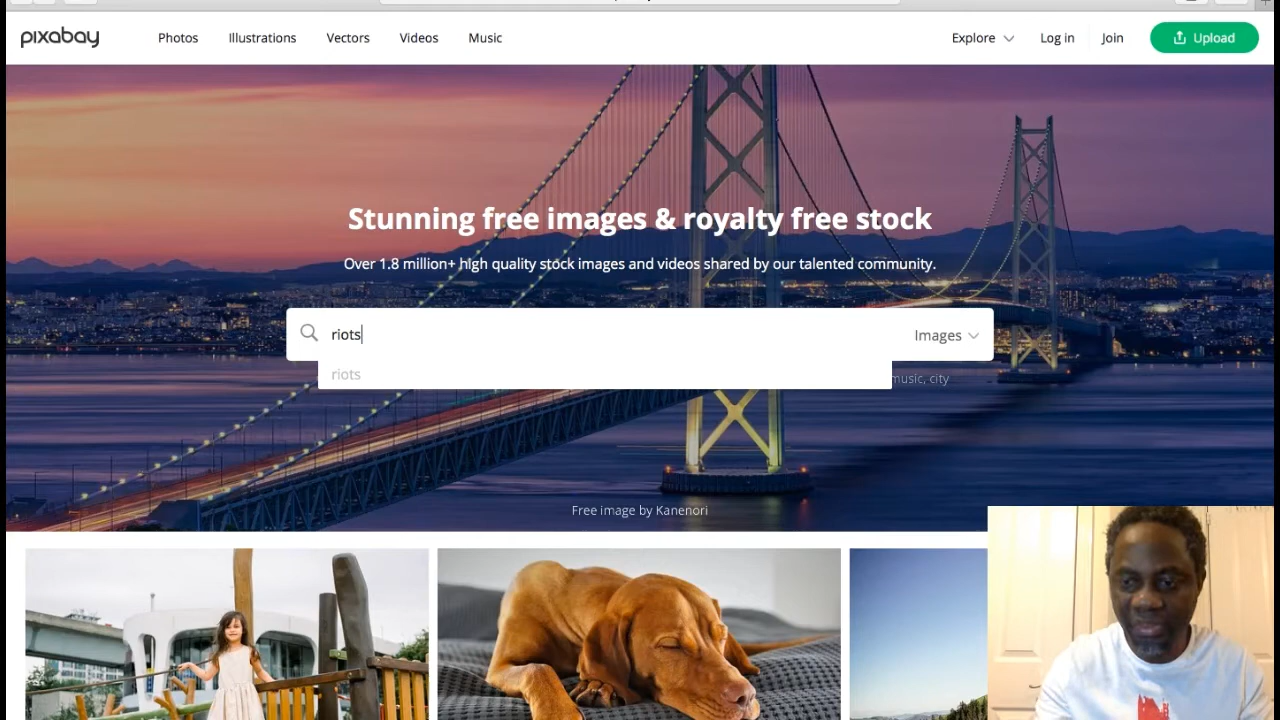 pixabay
Photos Illustrations Vectors Videos Music Explore Log in Join Upload
Stunning free images & royalty free stock
Over 1.8 million+ high quality stock images and videos shared by our talented community.
riots Images
riots
music, city
Free image by Kanenori